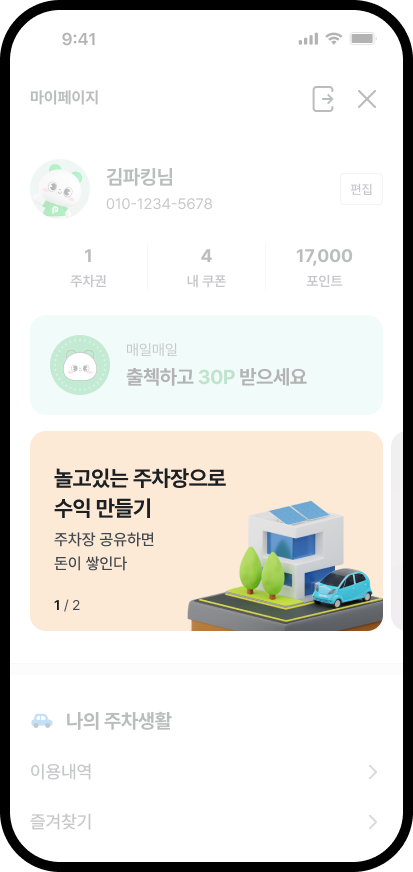 9:41
마이페이지
김파킹님
010-1234-5678
편집
1
주차권
4
내 쿠폰
17,000
포인트
매일매일
출첵하고 30P 받으세요
놀고있는 주차장으로
수익 만들기
주차장 공유하면
돈이 쌓인다
1 / 2
나의 주차생활
이용내역
즐겨찾기